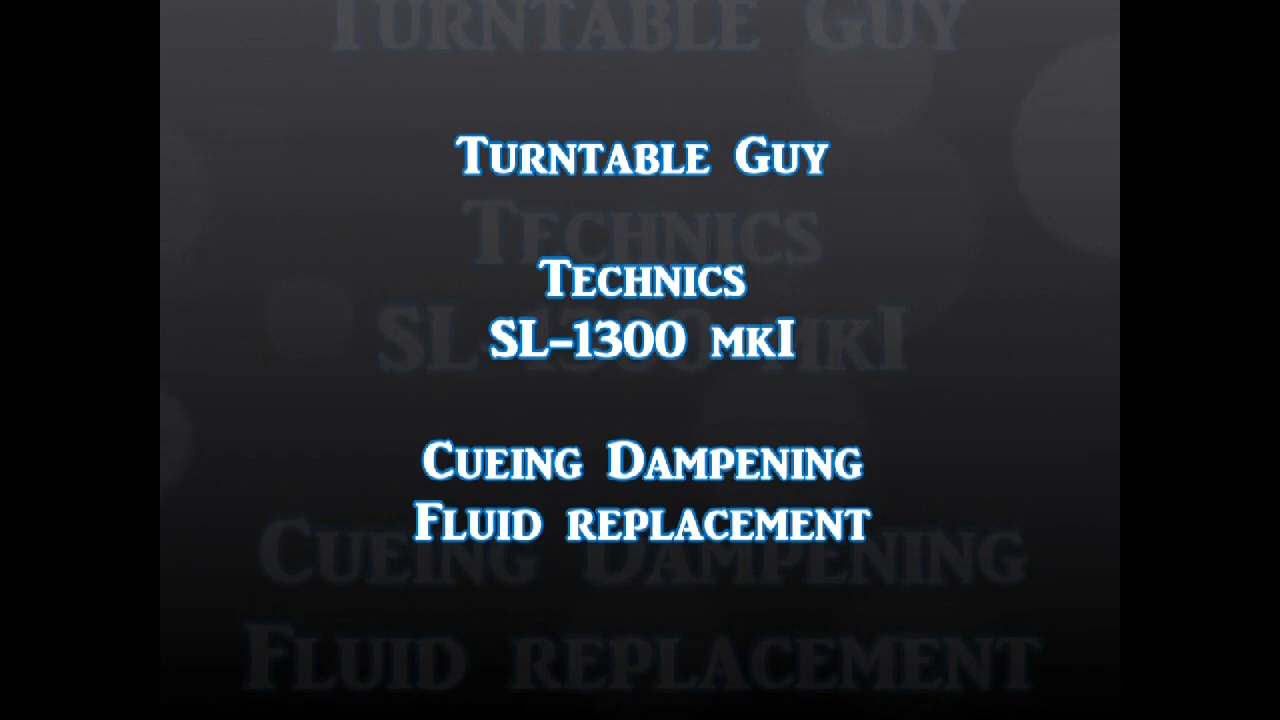 Turntable Guy
Technics
SL-1300 mkI
Cueing Dampening
Fluid replacement